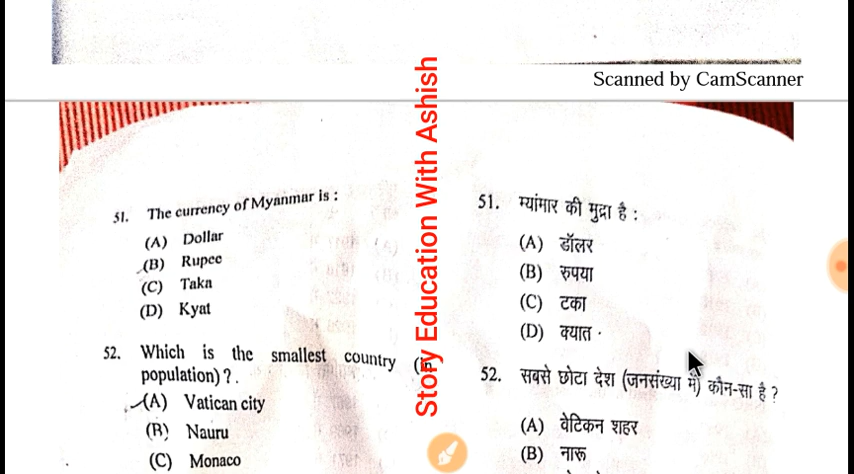 Scanned by CamScanner
Story Education With Ashish
51. The currency of Myanmar is :
(A) Dollar
(B) Rupee
(C) Taka
(D) Kyat
52. Which is the smallest country (in
population) ? .
(A) Vatican city
(B) Nauru
(C) Monaco
51. म्यांमार की मुद्रा है :
(A) डॉलर
(B) रुपया
(C) टका
(D) क्यात
52. सबसे छोटा देश (जनसंख्या में) कौन-सा है ?
(A) वेटिकन शहर
(B) नारू